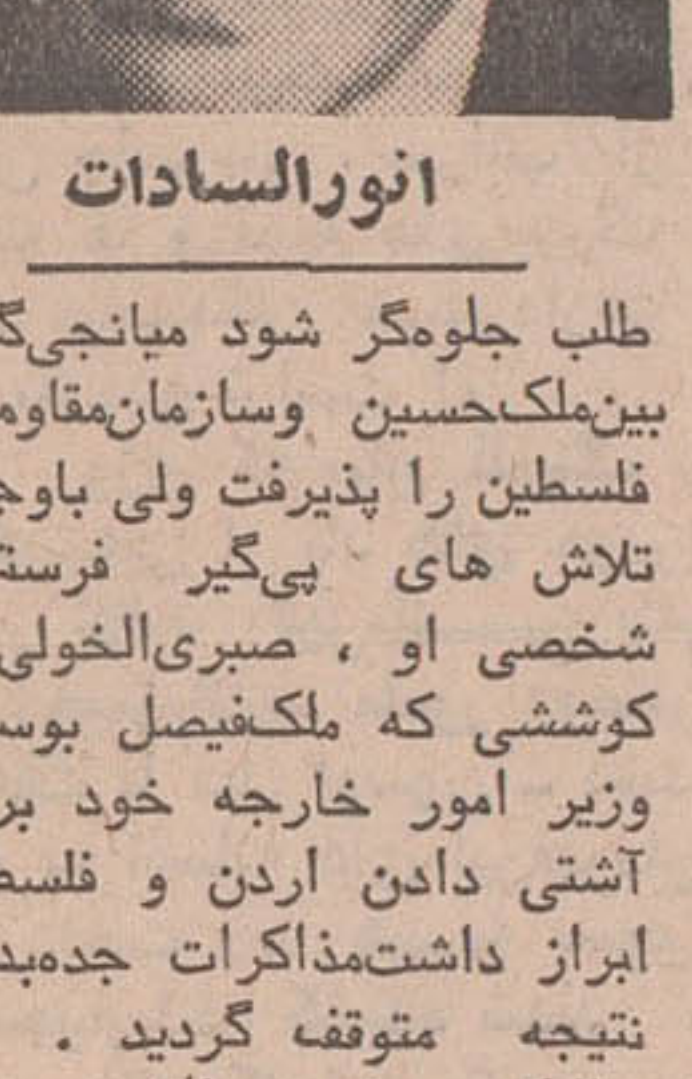 انورالسادات
طلب جلوه‌گر شود میانجی‌گ
بین‌ملک‌حسین وسازمان‌مقاوم
فلسطین را پذیرفت ولی باوج
تلاش های پی‌گیر فرستـ
شخصی او ، صبری‌الخولی
کوششی که ملک‌فیصل بوسـ
وزیر امور خارجه خود بر
آشتی دادن اردن و فلسط
ابراز داشت‌مذاکرات جده‌بد
نتیجه متوقف گردید .